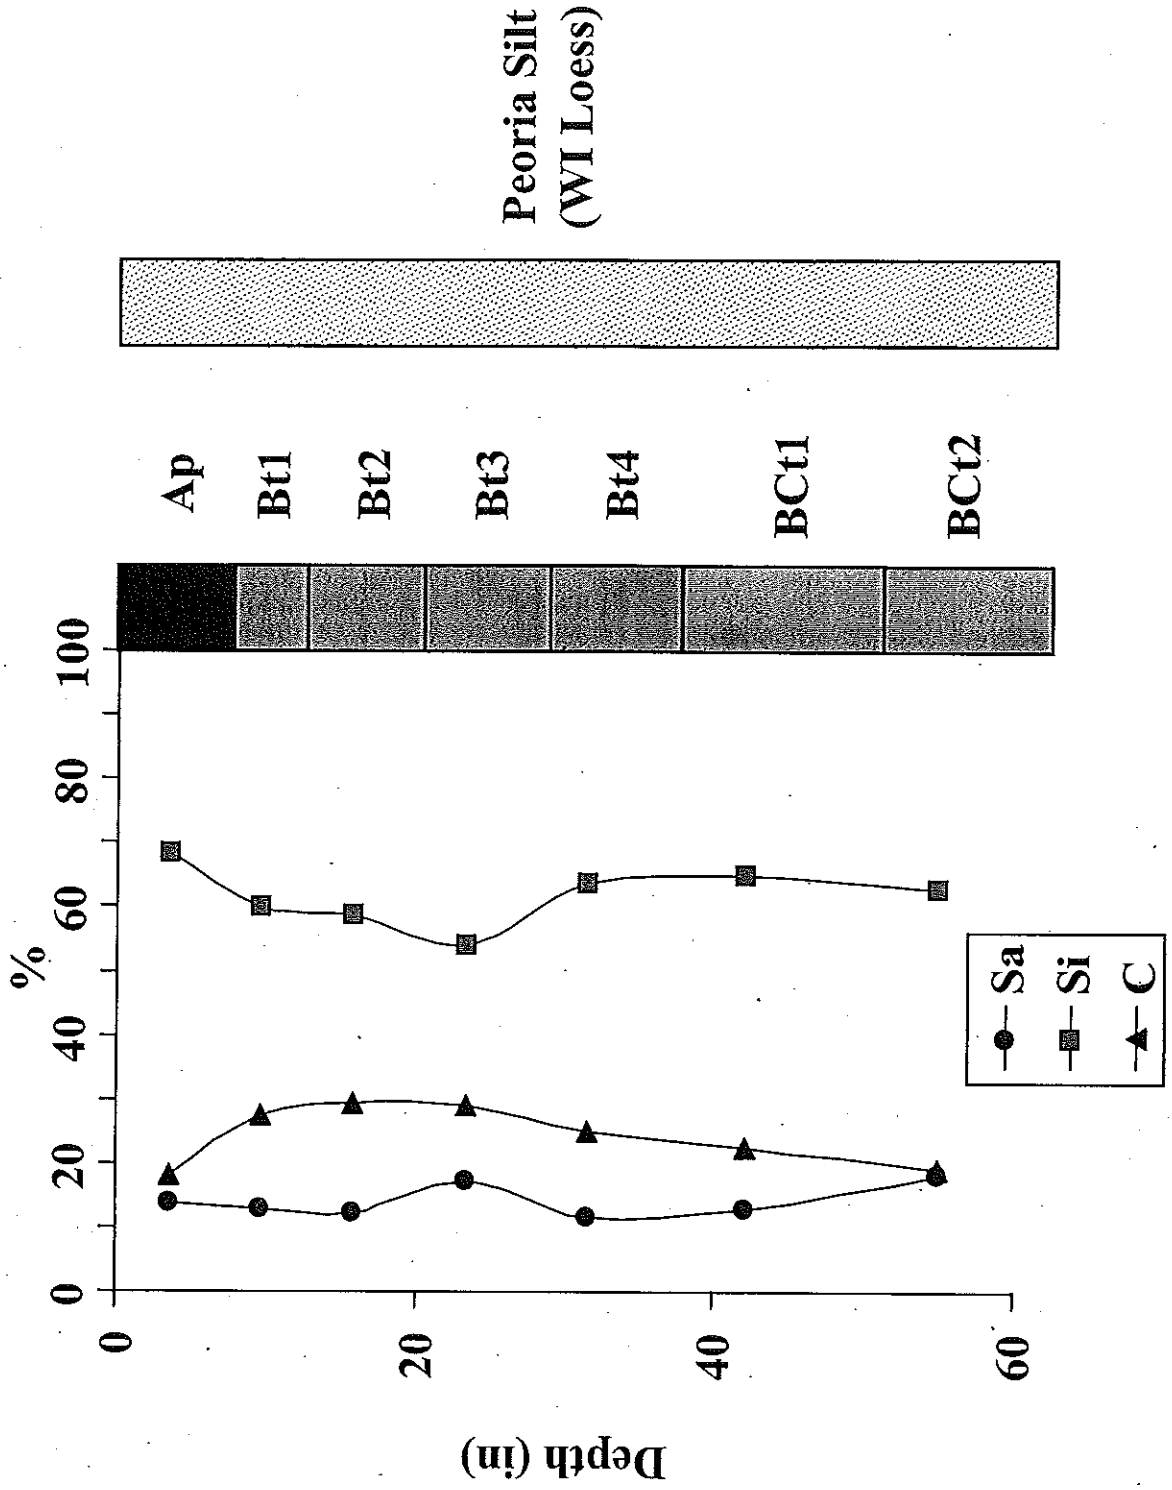 %
0 20 40 60 80 100
Depth (in)
0
20
40
60
Ap
Bt1
Bt2
Bt3
Bt4
BCt1
BCt2
Peoria Silt
(WI Loess)
Sa
Si
C